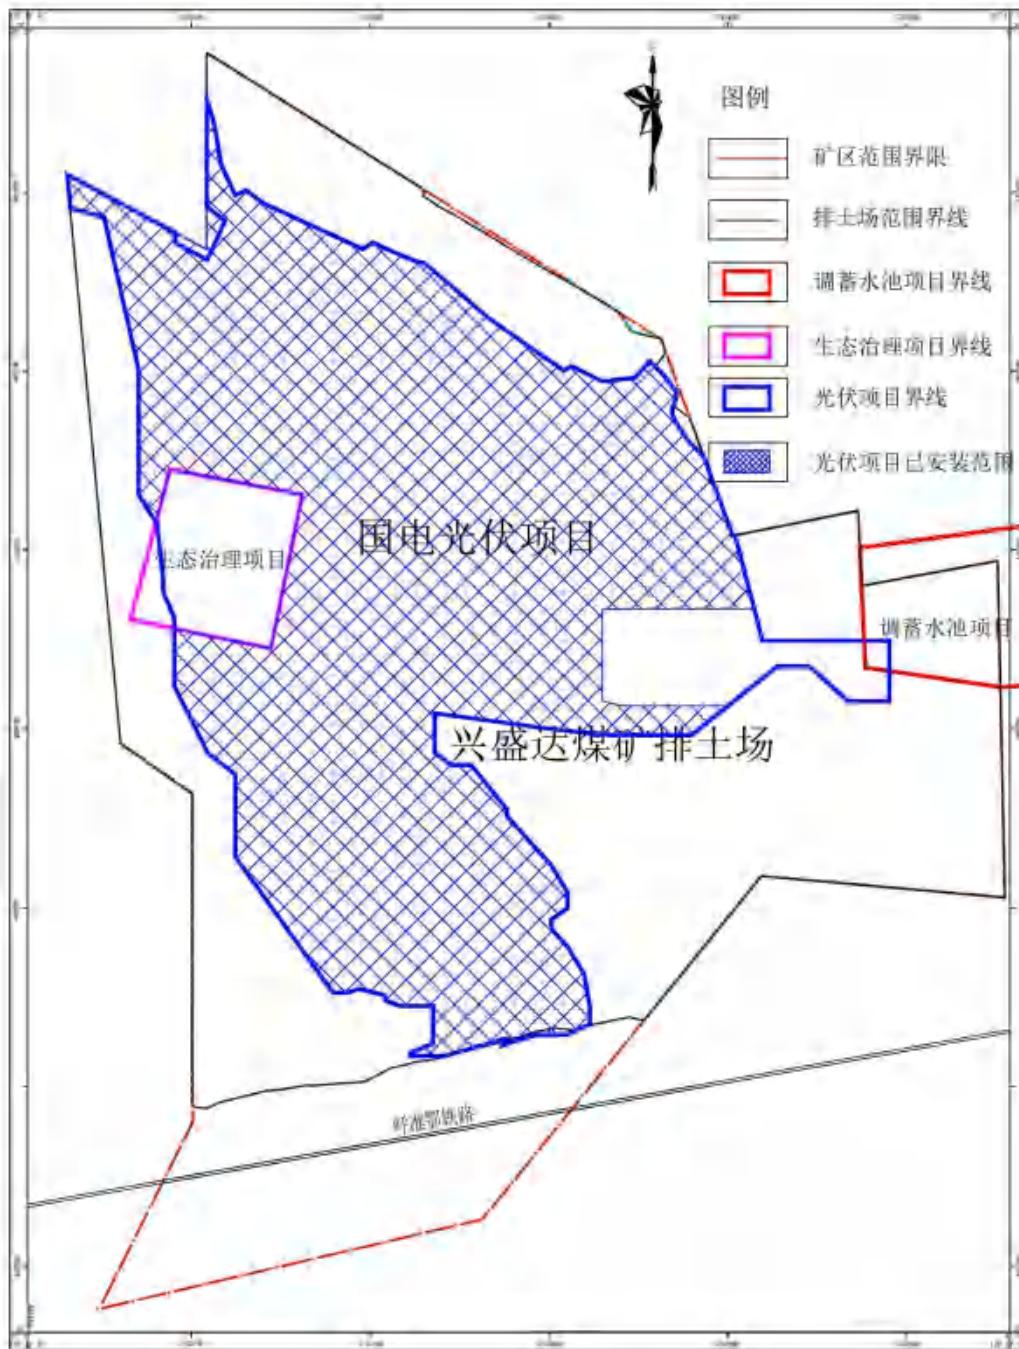 图例
矿区范围界限
排土场范围界线
调蓄水池项目界线
生态治理项目界线
光伏项目界线
光伏项目已安装范围
国电光伏项目
生态治理项目
调蓄水池项目
兴盛达煤矿排土场
呼准鄂铁路